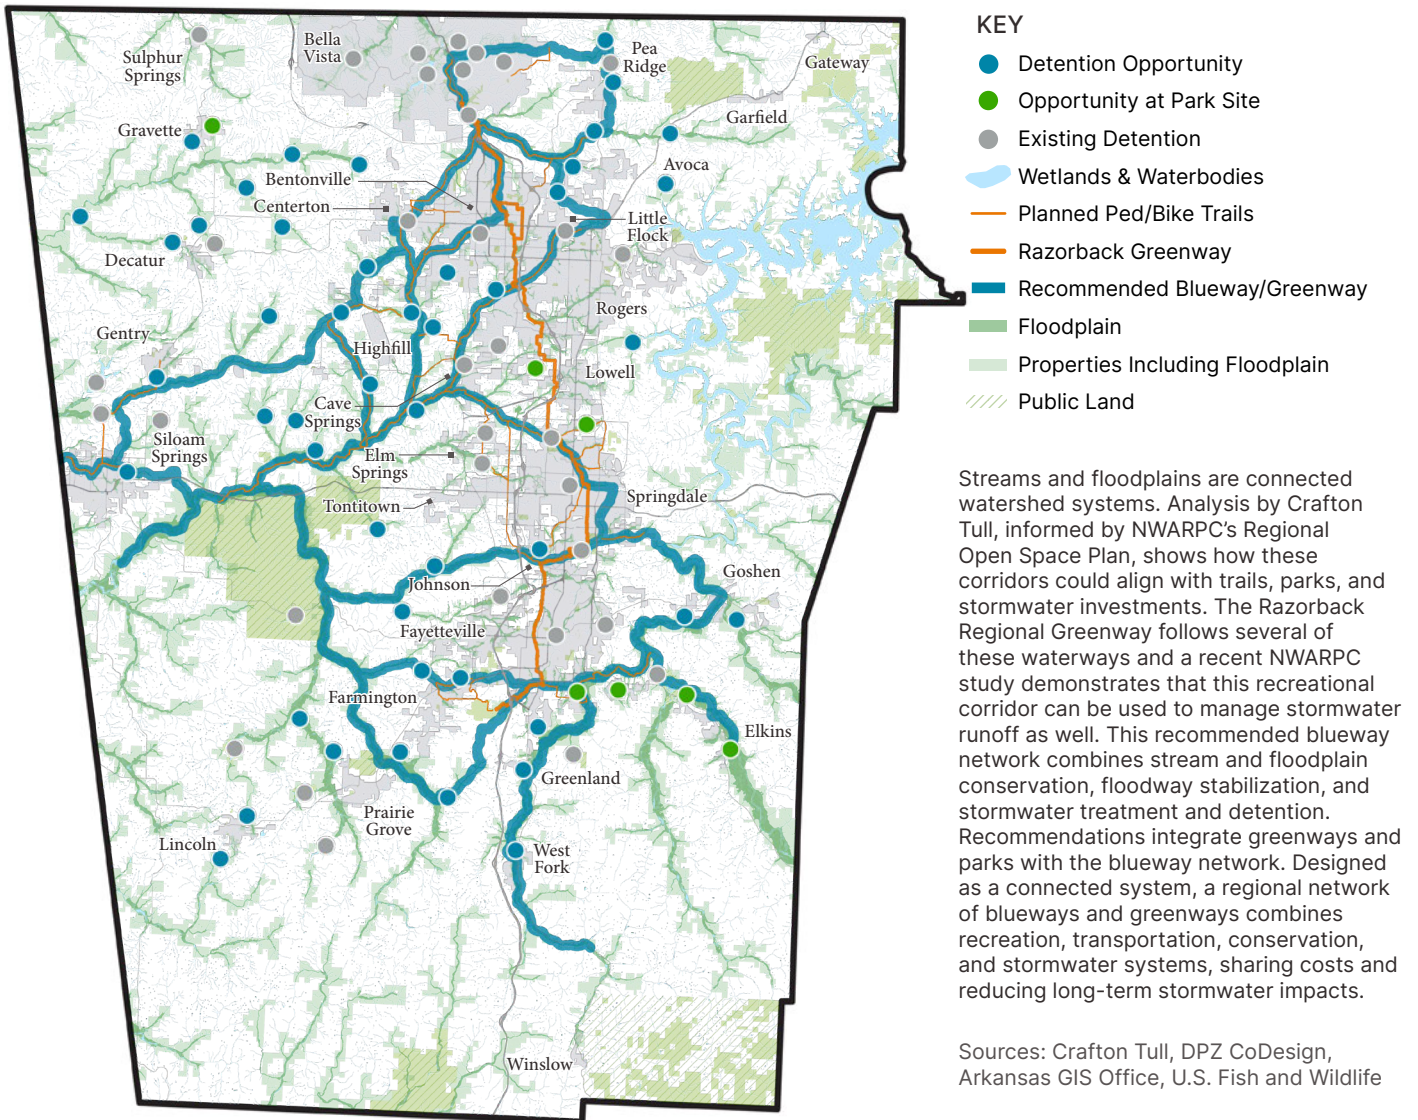 Sulphur
Springs
Bella
Vista
Pea
Ridge
Gateway
Gravette
Garfield
Bentonville
Avoca
Centerton
Little
Flock
Decatur
Rogers
Gentry
Highfill
Lowell
Cave
Springs
Siloam
Springs
Elm
Springs
Tontitown
Springdale
Johnson
Goshen
Fayetteville
Farmington
Elkins
Greenland
Prairie
Grove
Lincoln
West
Fork
Winslow
KEY
Detention Opportunity
Opportunity at Park Site
Existing Detention
Wetlands & Waterbodies
Planned Ped/Bike Trails
Razorback Greenway
Recommended Blueway/Greenway
Floodplain
Properties Including Floodplain
Public Land
Streams and floodplains are connected
watershed systems. Analysis by Crafton
Tull, informed by NWARPC’s Regional
Open Space Plan, shows how these
corridors could align with trails, parks, and
stormwater investments. The Razorback
Regional Greenway follows several of
these waterways and a recent NWARPC
study demonstrates that this recreational
corridor can be used to manage stormwater
runoff as well. This recommended blueway
network combines stream and floodplain
conservation, floodway stabilization, and
stormwater treatment and detention.
Recommendations integrate greenways and
parks with the blueway network. Designed
as a connected system, a regional network
of blueways and greenways combines
recreation, transportation, conservation,
and stormwater systems, sharing costs and
reducing long-term stormwater impacts.
Sources: Crafton Tull, DPZ CoDesign,
Arkansas GIS Office, U.S. Fish and Wildlife